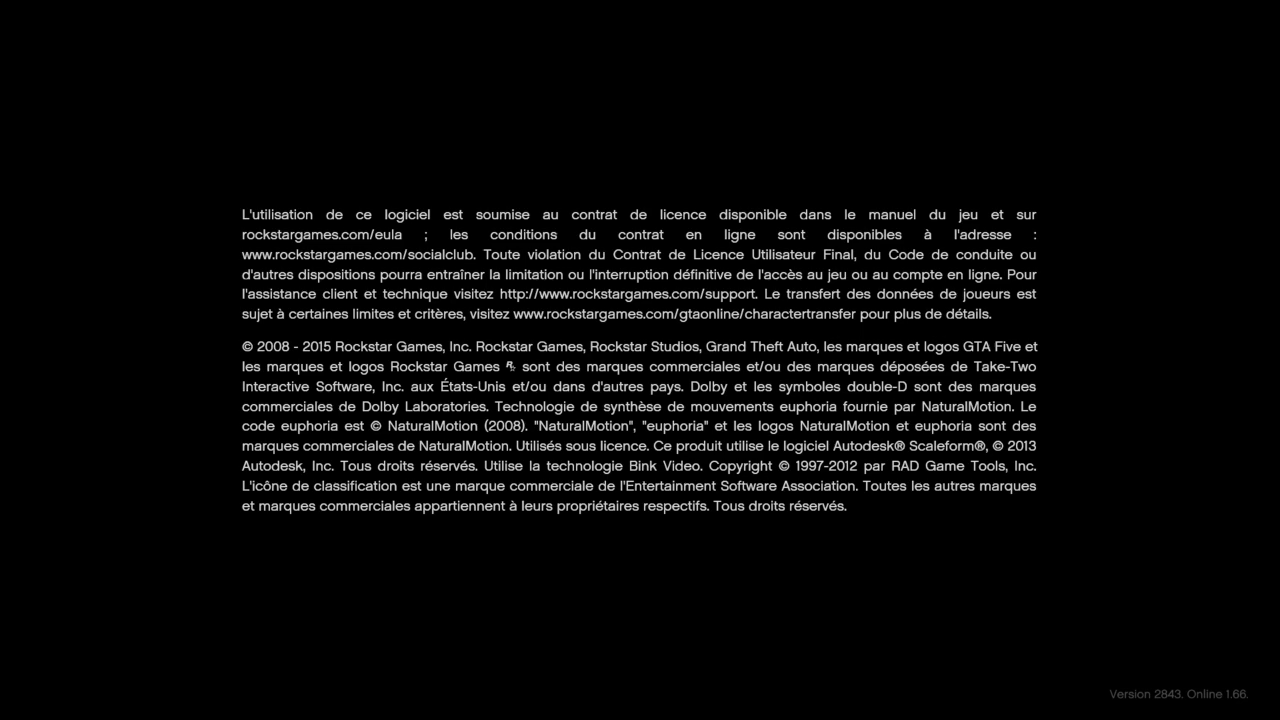 L'utilisation de ce logiciel est soumise au contrat de licence disponible dans le manuel du jeu et sur
rockstargames.com/eula ; les conditions du contrat en ligne sont disponibles à l'adresse :
www.rockstargames.com/socialclub. Toute violation du Contrat de Licence Utilisateur Final, du Code de conduite ou
d'autres dispositions pourra entraîner la limitation ou l'interruption définitive de l'accès au jeu ou au compte en ligne. Pour
l'assistance client et technique visitez http://www.rockstargames.com/support. Le transfert des données de joueurs est
sujet à certaines limites et critères, visitez www.rockstargames.com/gtaonline/charactertransfer pour plus de détails.
© 2008 - 2015 Rockstar Games, Inc. Rockstar Games, Rockstar Studios, Grand Theft Auto, les marques et logos GTA Five et
les marques et logos Rockstar Games R* sont des marques commerciales et/ou des marques déposées de Take-Two
Interactive Software, Inc. aux États-Unis et/ou dans d'autres pays. Dolby et les symboles double-D sont des marques
commerciales de Dolby Laboratories. Technologie de synthèse de mouvements euphoria fournie par NaturalMotion. Le
code euphoria est © NaturalMotion (2008). "NaturalMotion", "euphoria" et les logos NaturalMotion et euphoria sont des
marques commerciales de NaturalMotion. Utilisés sous licence. Ce produit utilise le logiciel Autodesk® Scaleform®, © 2013
Autodesk, Inc. Tous droits réservés. Utilise la technologie Bink Video. Copyright © 1997-2012 par RAD Game Tools, Inc.
L'icône de classification est une marque commerciale de l'Entertainment Software Association. Toutes les autres marques
et marques commerciales appartiennent à leurs propriétaires respectifs. Tous droits réservés.
Version 2843. Online 1.66.